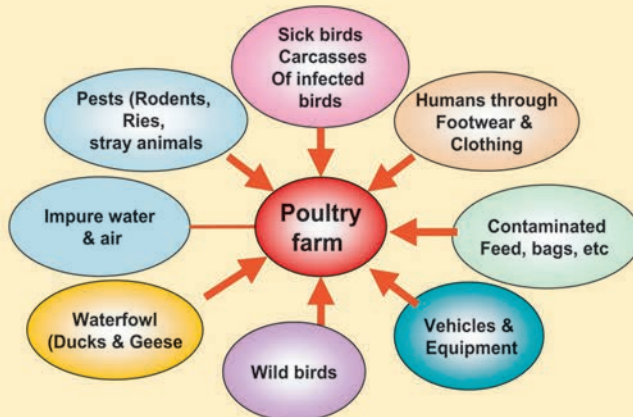 Sick birds
Carcasses
Of infected
birds
Pests (Rodents,
Ries,
stray animals
Humans through
Footwear &
Clothing
Impure water
& air
Poultry
farm
Contaminated
Feed, bags, etc
Waterfowl
(Ducks & Geese
Wild birds
Vehicles &
Equipment